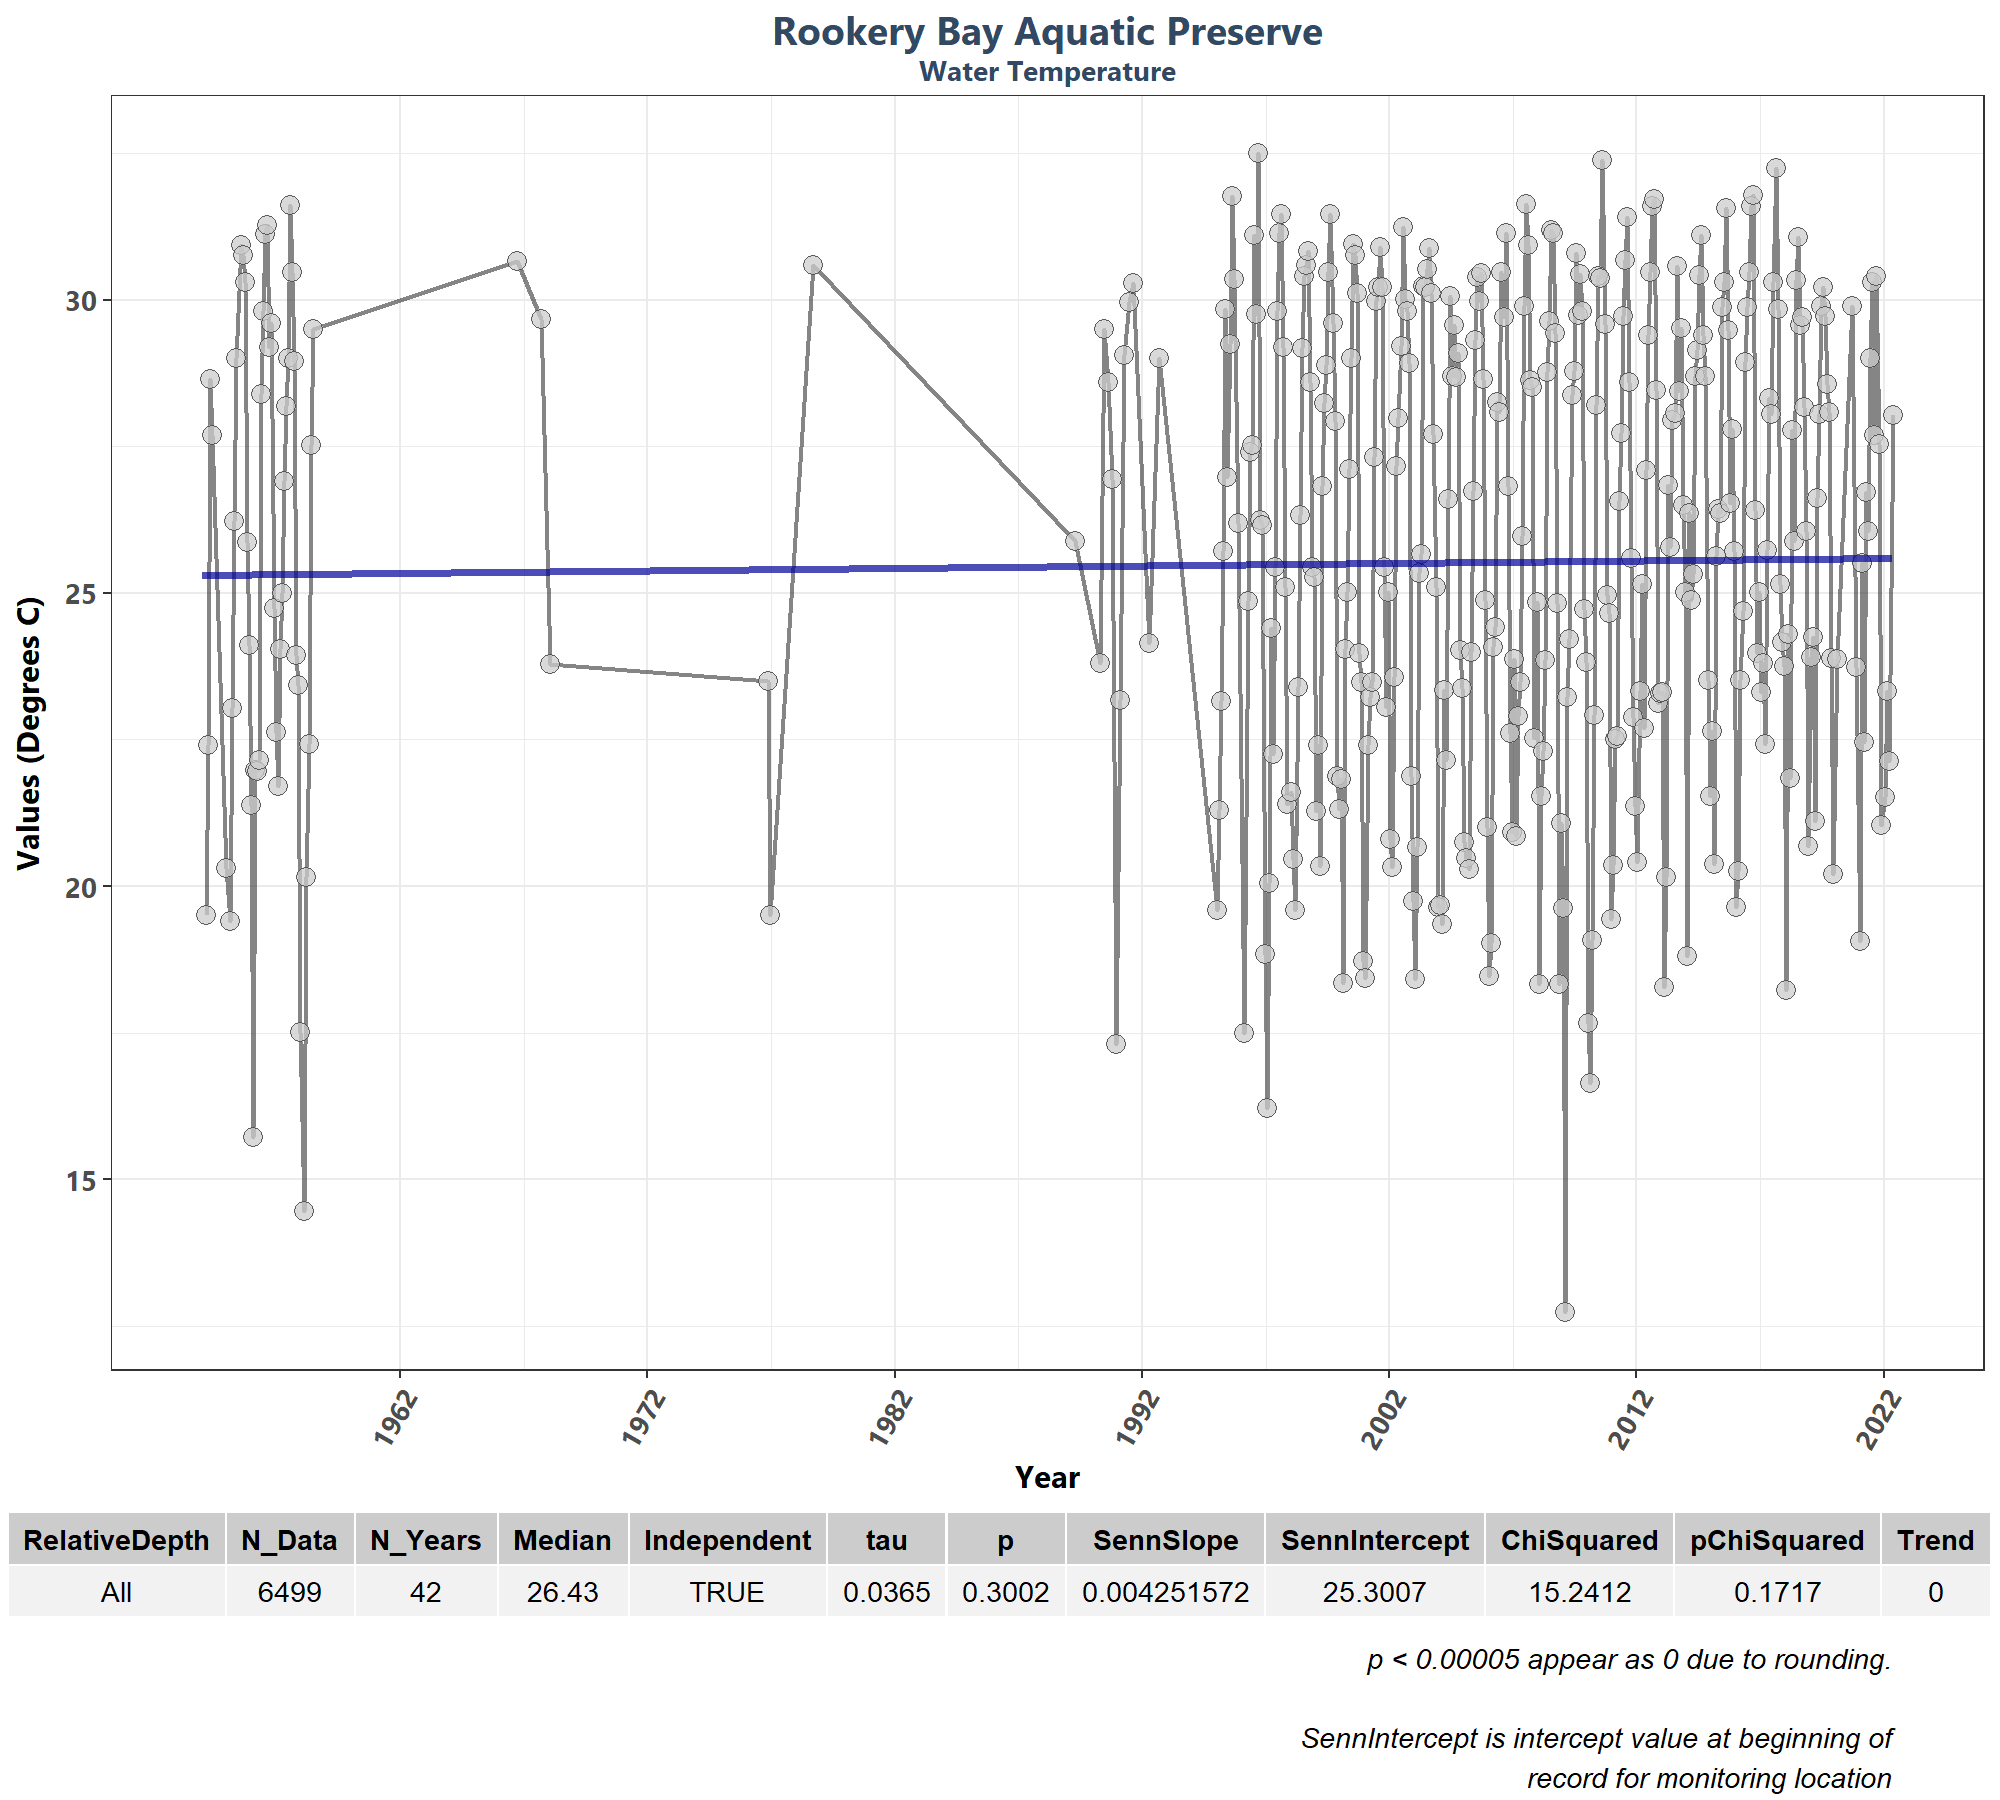 Rookery Bay Aquatic Preserve
Water Temperature
Values (Degrees C)
30
25
20
15
1962 1972 1982 1992 2002 2012 2022
Year
RelativeDepth N_Data N_Years Median Independent tau p SennSlope SennIntercept ChiSquared pChiSquared Trend
All 6499 42 26.43 TRUE 0.0365 0.3002 0.004251572 25.3007 15.2412 0.1717 0
p < 0.00005 appear as 0 due to rounding.
SennIntercept is intercept value at beginning of
record for monitoring location